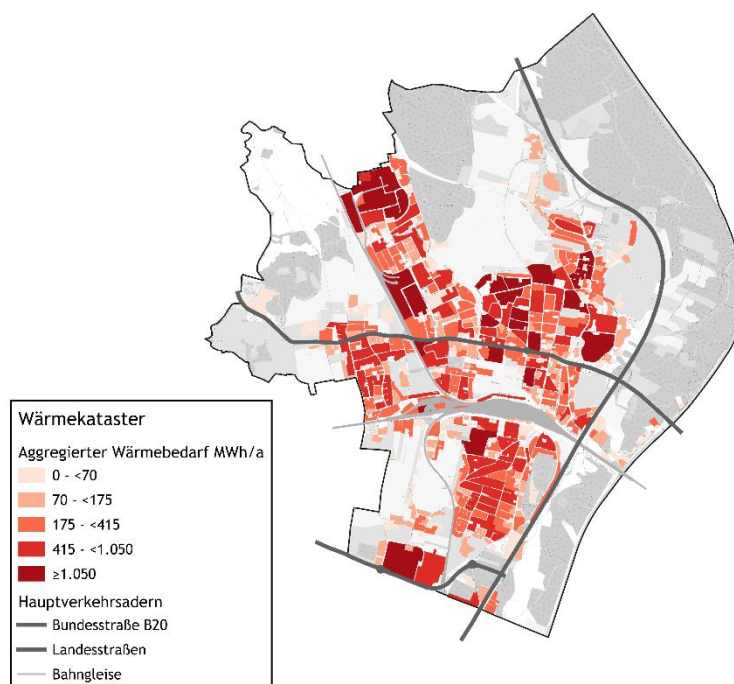 Wärmekataster
Aggregierter Wärmebedarf MWh/a
0 - <70
70 - <175
175 - <415
415 - <1.050
≥1.050
Hauptverkehrsadern
Bundesstraße B20
Landesstraßen
Bahngleise